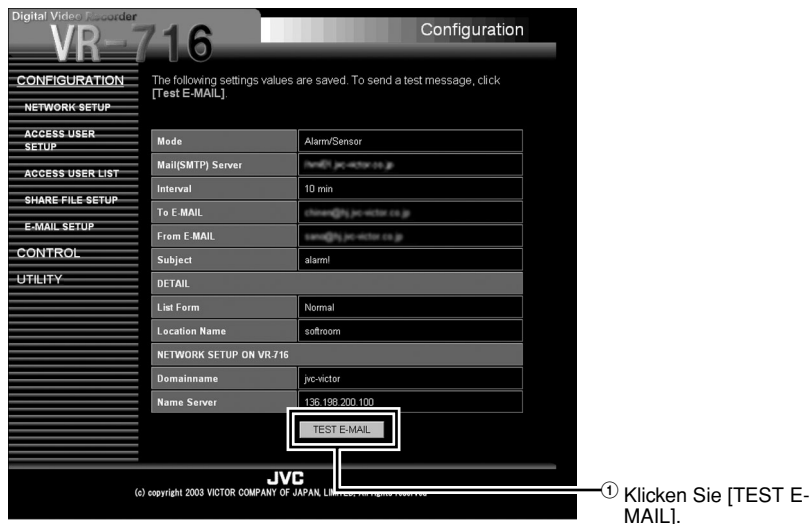 Digital Video Recorder
VR-716
Configuration
CONFIGURATION
NETWORK SETUP
ACCESS USER
SETUP
ACCESS USER LIST
SHARE FILE SETUP
E-MAIL SETUP
CONTROL
UTILITY
The following settings values are saved. To send a test message, click
[Test E-MAIL].
Mode Alarm/Sensor
Mail(SMTP) Server
Interval 10 min
To E-MAIL
From E-MAIL
Subject alarm!
DETAIL
List Form Normal
Location Name softroom
NETWORK SETUP ON VR-716
Domainname jvc-victor
Name Server 136.198.200.100
TEST E-MAIL
JVC
(c) copyright 2003 VICTOR COMPANY OF JAPAN, LIMITED, All rights reserved
① Klicken Sie [TEST E-
MAIL].